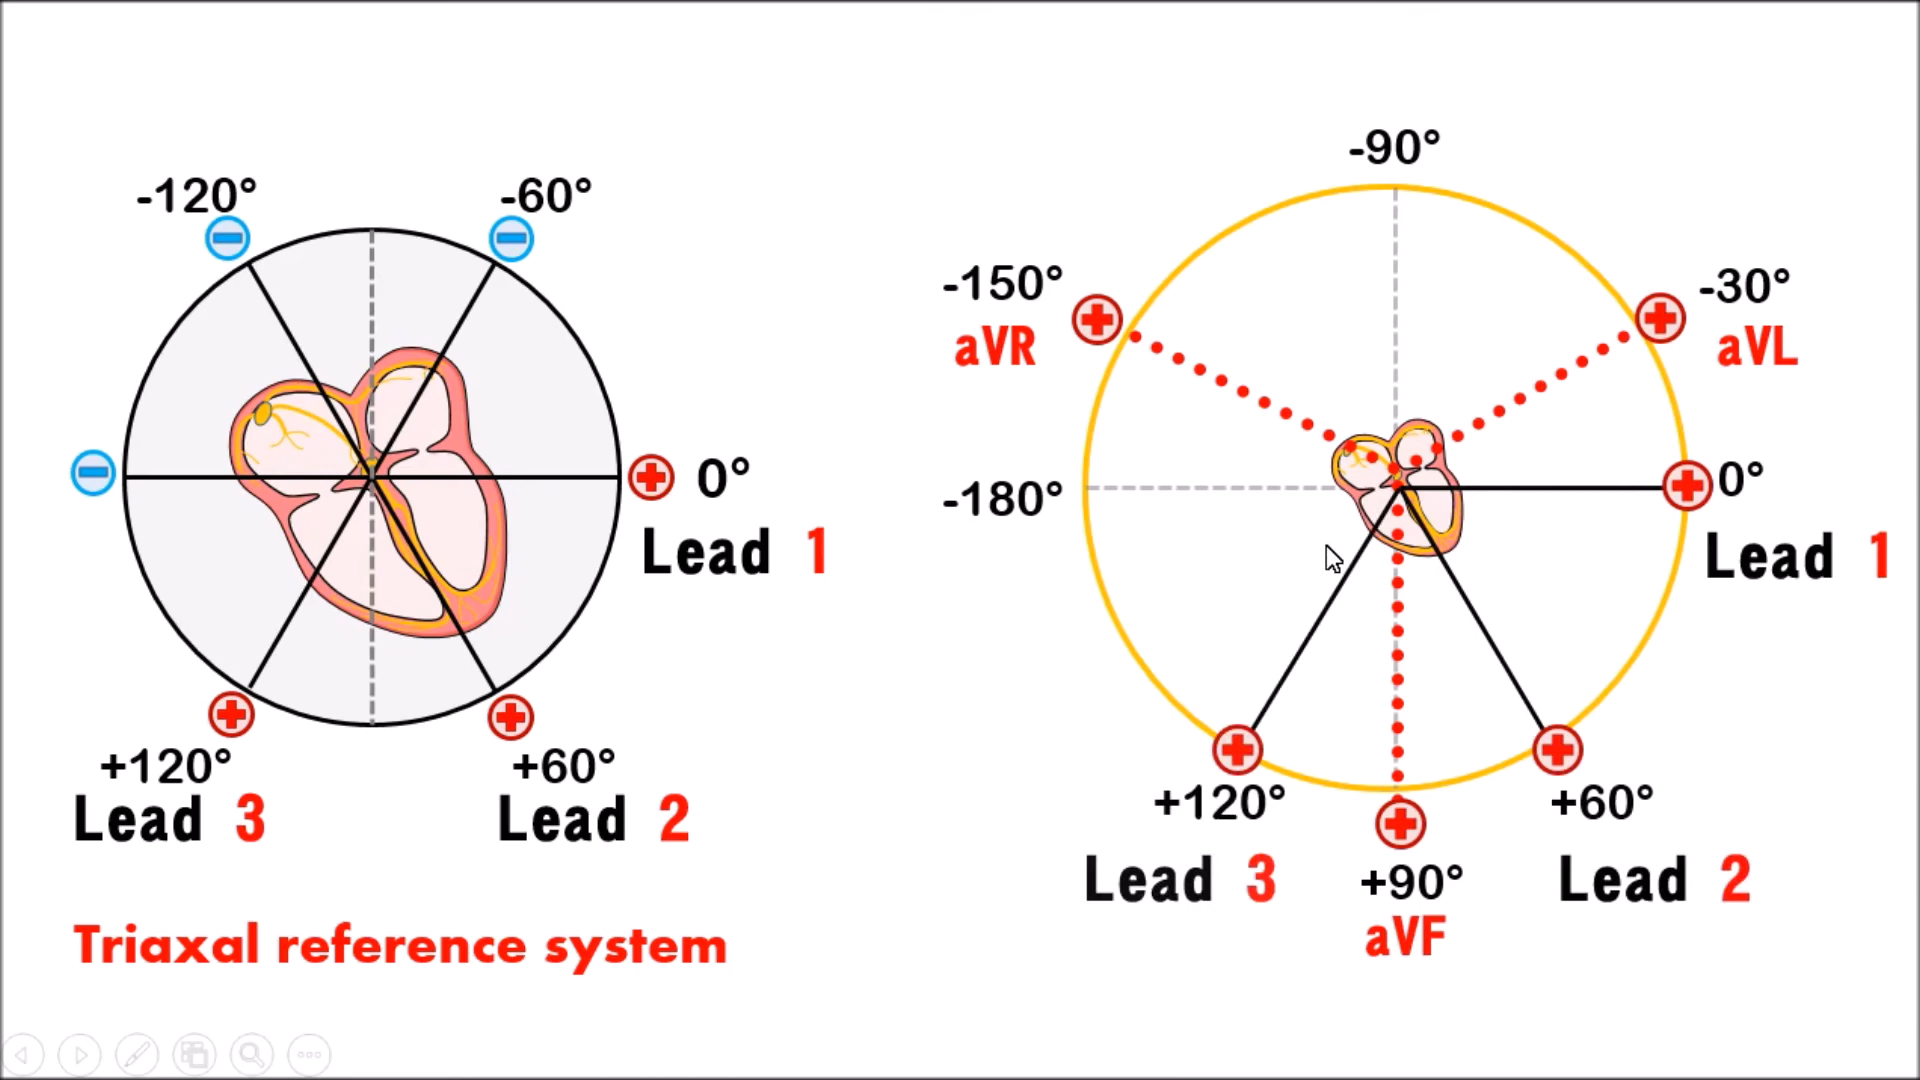 -120°
-60°
0°
Lead 1
+120°
Lead 3
+60°
Lead 2
Triaxal reference system
-90°
-150°
aVR
-30°
aVL
-180°
0°
Lead 1
+120°
Lead 3
+90°
aVF
+60°
Lead 2